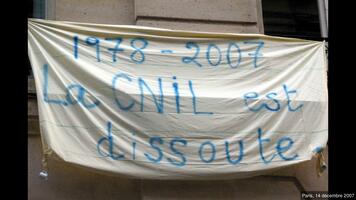 1978 - 2007
La CNIL est
dissoute.
Paris, 14 décembre 2007